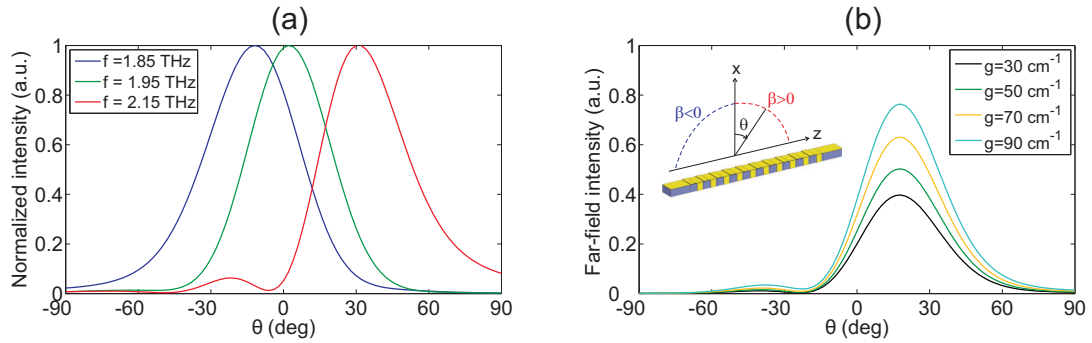 (a)
Normalized intensity (a.u.)
1
0.8
0.6
0.4
0.2
0
-90 -60 -30 0 30 60 90
θ (deg)
f =1.85 THz
f = 1.95 THz
f = 2.15 THz
(b)
Far-field intensity (a.u.)
1
0.8
0.6
0.4
0.2
0
-90 -60 -30 0 30 60 90
θ (deg)
x
β<0
β>0
θ
z
g=30 cm⁻¹
g=50 cm⁻¹
g=70 cm⁻¹
g=90 cm⁻¹